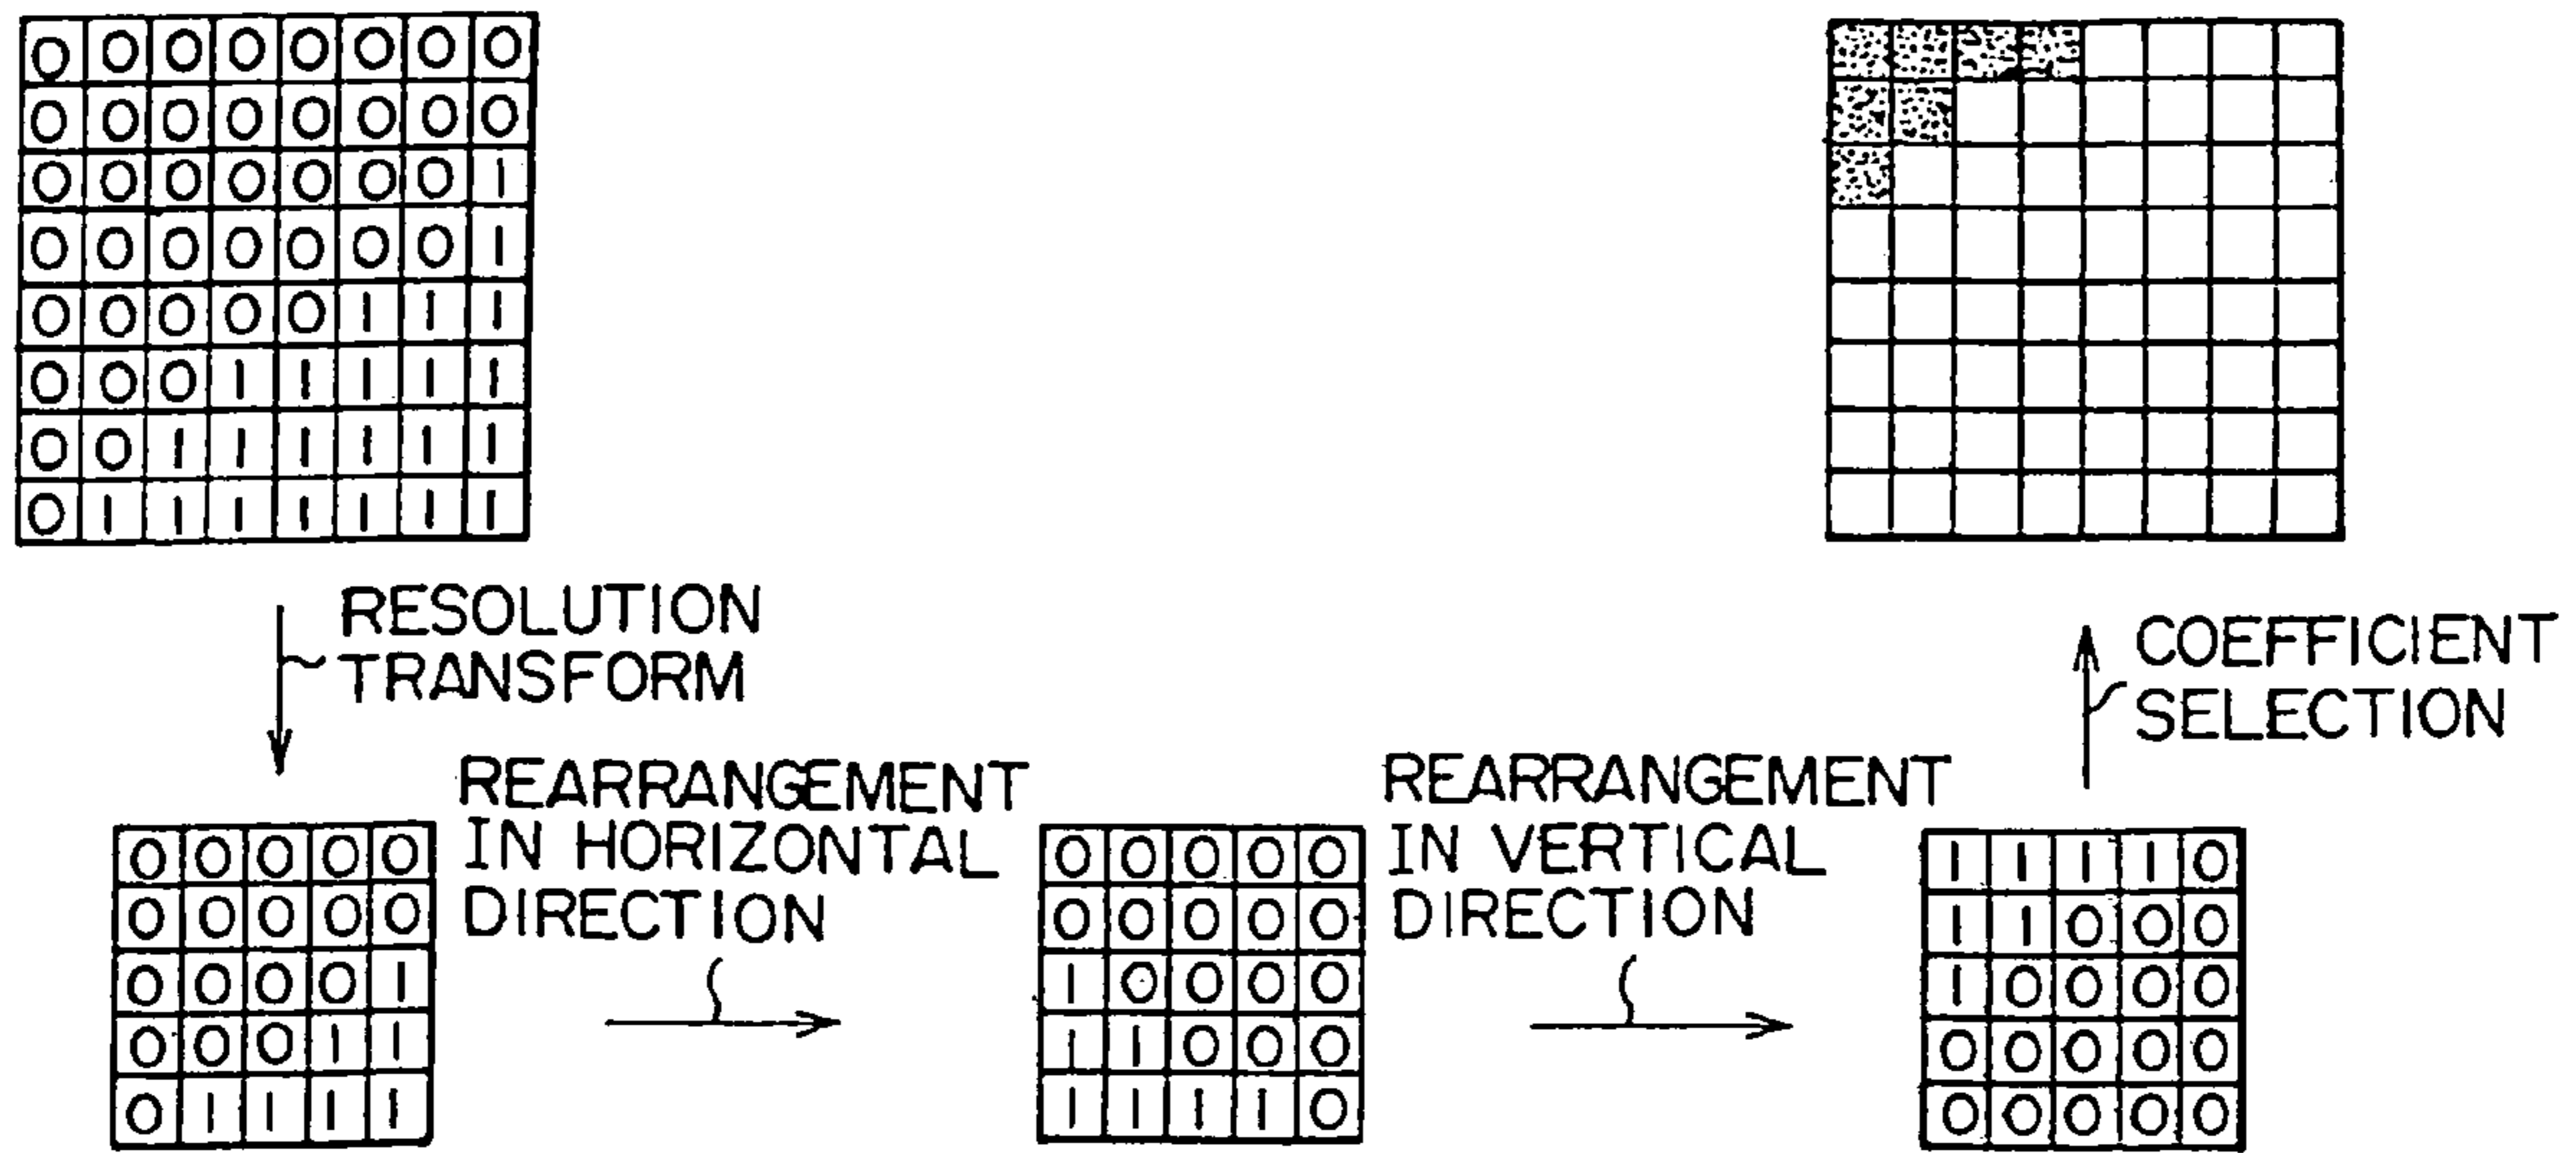 0 0 0 0 0 0 0 0
0 0 0 0 0 0 0 0
0 0 0 0 0 0 0 1
0 0 0 0 0 0 0 1
0 0 0 0 0 1 1 1
0 0 0 1 1 1 1 1
0 0 1 1 1 1 1 1
0 1 1 1 1 1 1 1
RESOLUTION
TRANSFORM
COEFFICIENT
SELECTION
REARRANGEMENT
IN HORIZONTAL
DIRECTION
REARRANGEMENT
IN VERTICAL
DIRECTION
0 0 0 0 0
0 0 0 0 0
0 0 0 0 1
0 0 0 1 1
0 1 1 1 1
0 0 0 0 0
0 0 0 0 0
1 0 0 0 0
1 1 0 0 0
1 1 1 1 0
1 1 1 1 0
1 1 0 0 0
1 0 0 0 0
0 0 0 0 0
0 0 0 0 0